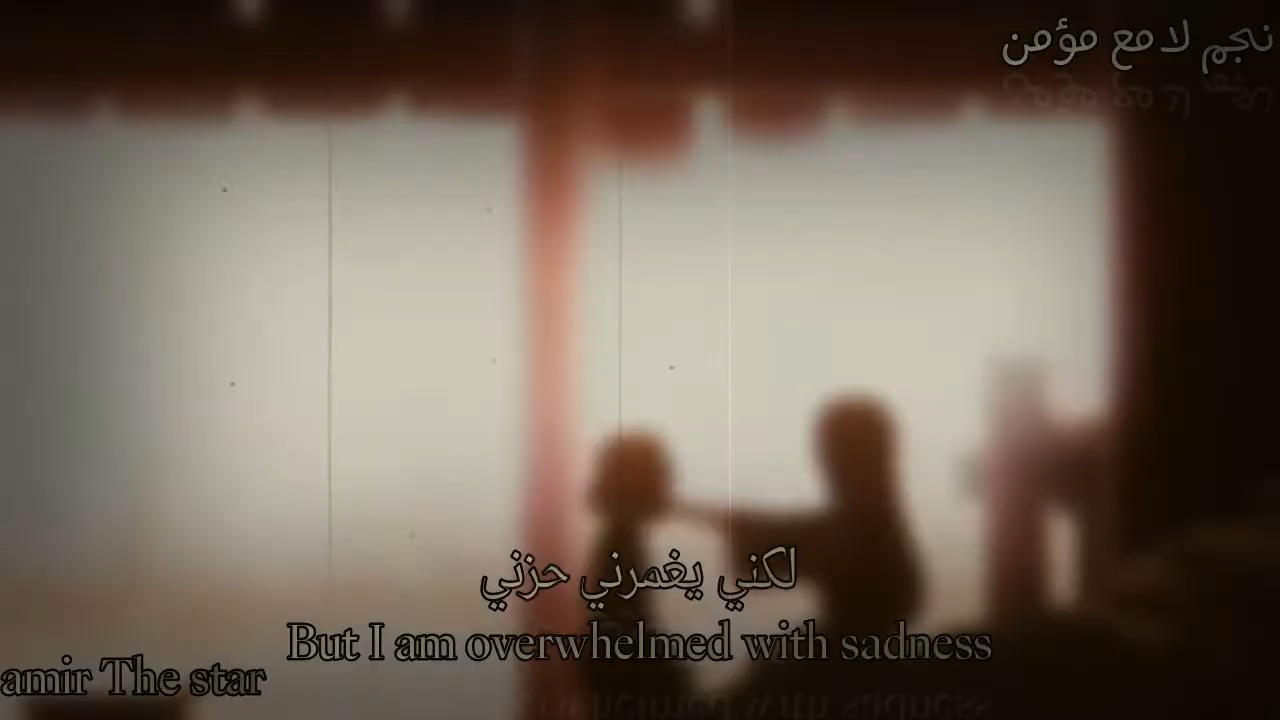 نجم لامع مؤمن
لكني يغمرني حزني
But I am overwhelmed with sadness
amir The star